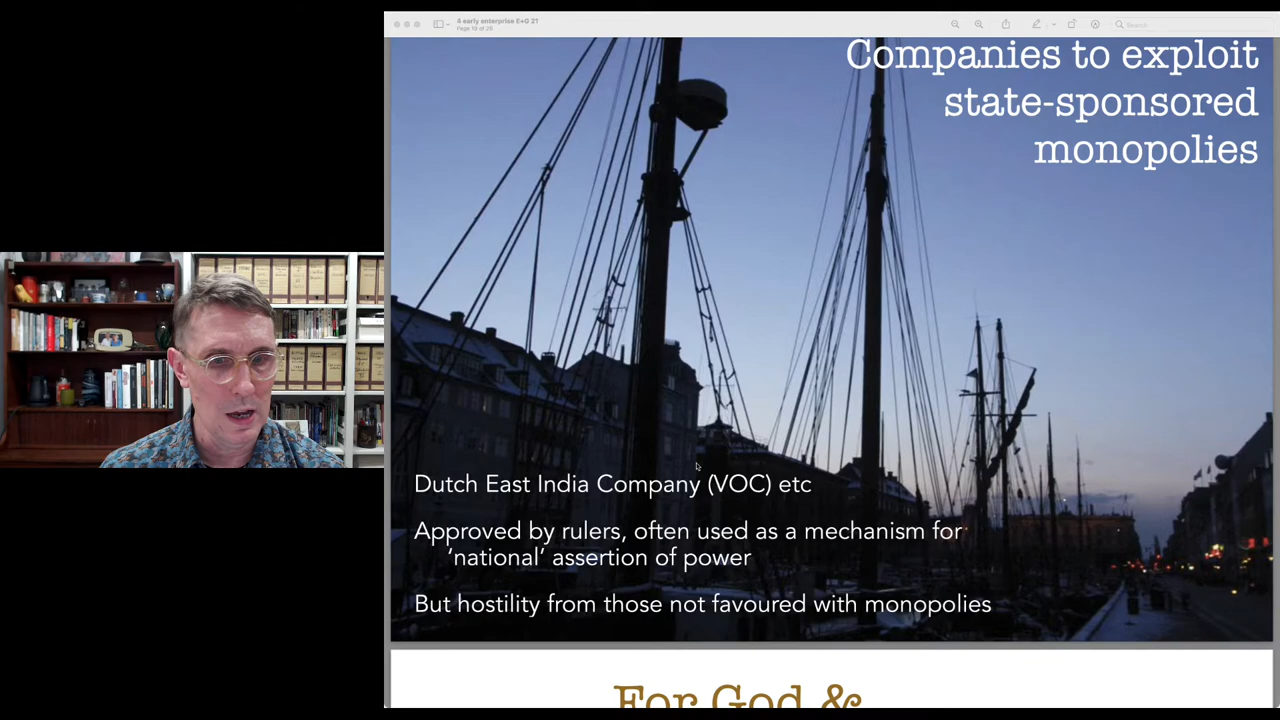 4 early enterprise E+G 21
Page 19 of 26
Search
Companies to exploit
state-sponsored
monopolies
Dutch East India Company (VOC) etc
Approved by rulers, often used as a mechanism for
'national' assertion of power
But hostility from those not favoured with monopolies
For God &